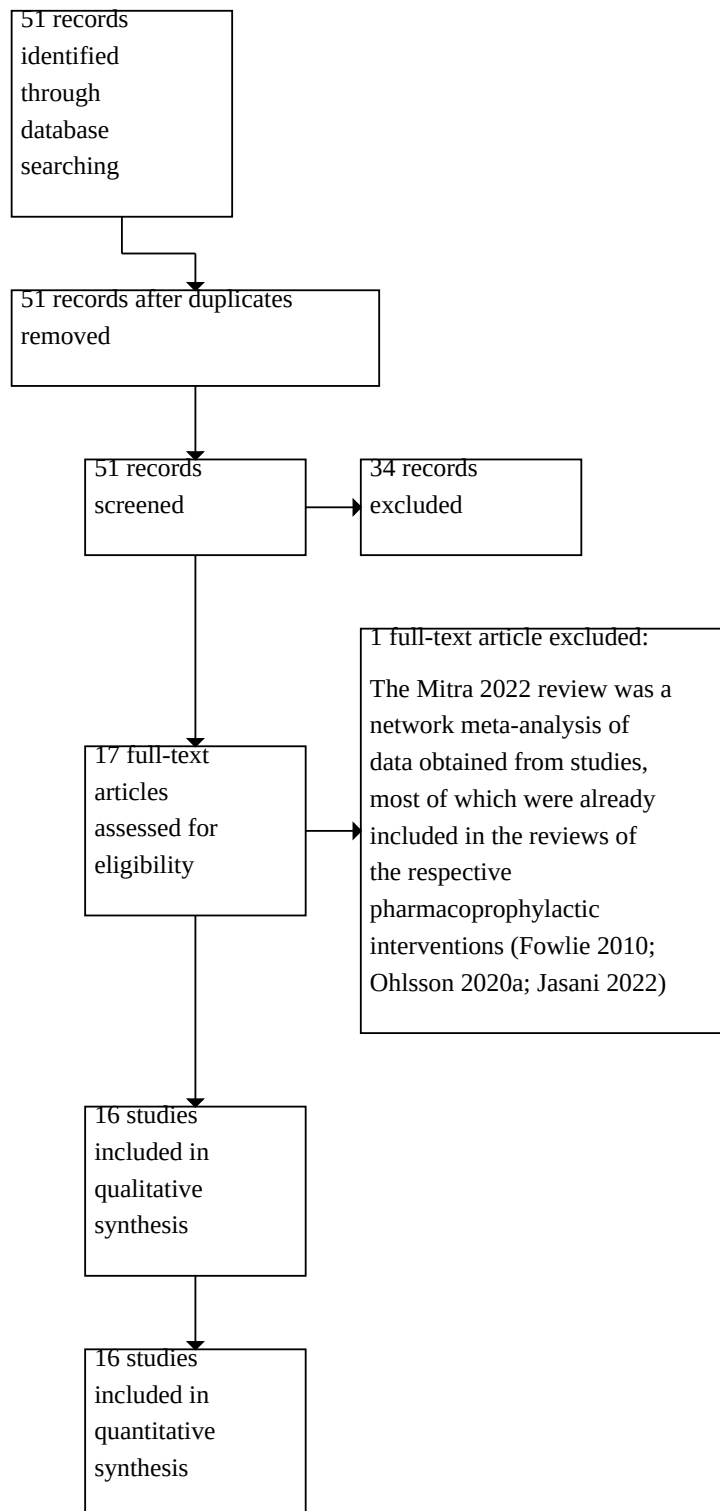 51 records
identified
through
database
searching
51 records after duplicates
removed
51 records
screened
34 records
excluded
17 full-text
articles
assessed for
eligibility
1 full-text article excluded:
The Mitra 2022 review was a
network meta-analysis of
data obtained from studies,
most of which were already
included in the reviews of
the respective
pharmacoprophylactic
interventions (Fowlie 2010;
Ohlsson 2020a; Jasani 2022)
16 studies
included in
qualitative
synthesis
16 studies
included in
quantitative
synthesis